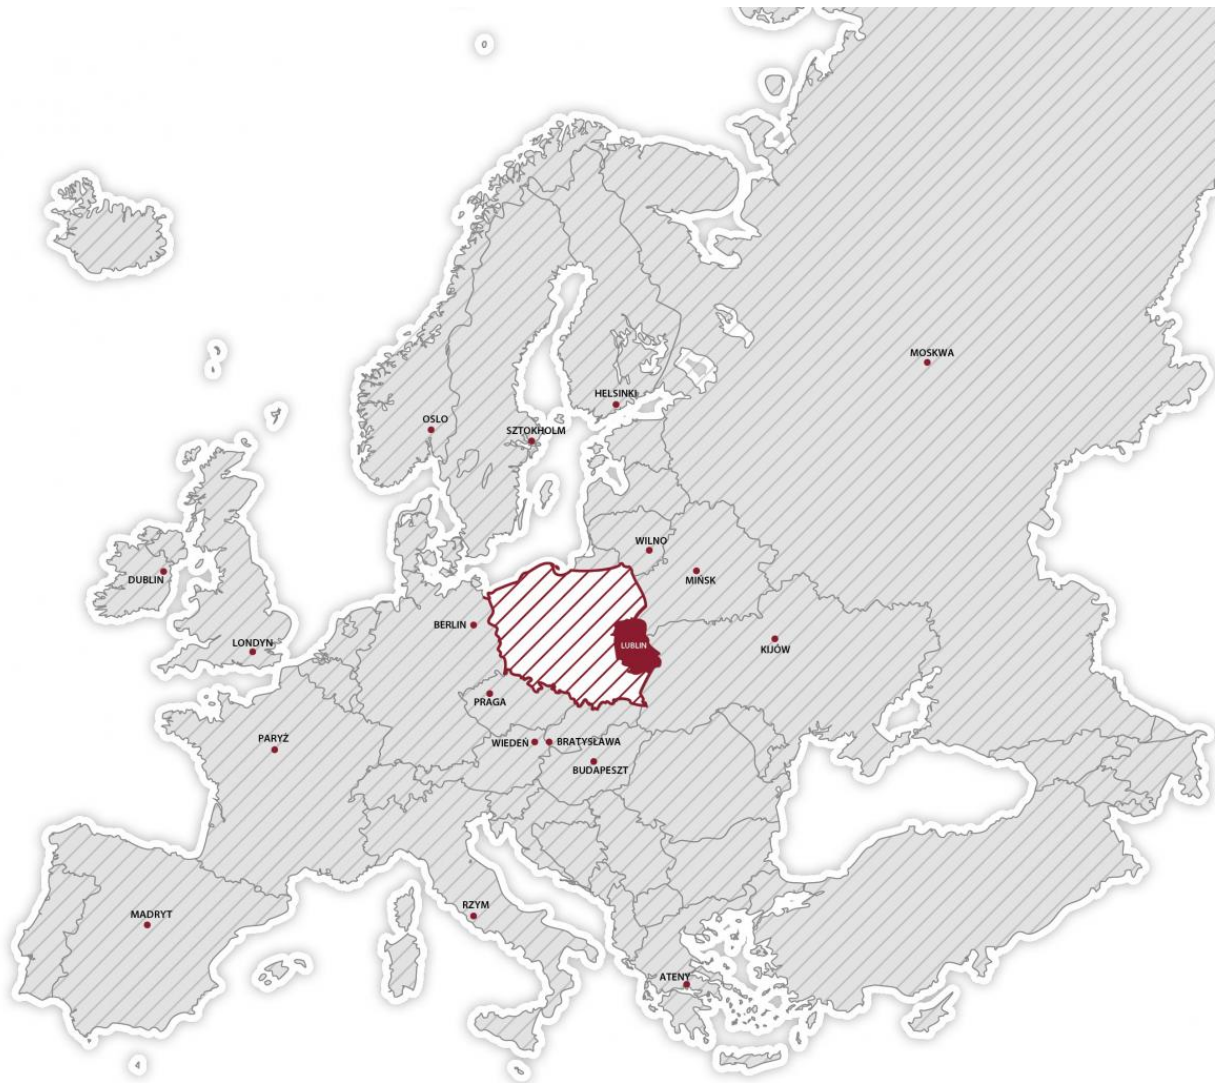 MOSKWA
HELSINKI
OSLO
SZTOKHOLM
WILNO
DUBLIN
MIŃSK
BERLIN
LONDYN
LUBLIN
KIJÓW
PRAGA
PARYŻ
WIEDEŃ
BRATYSŁAWA
BUDAPESZT
RZYM
MADRYT
ATENY